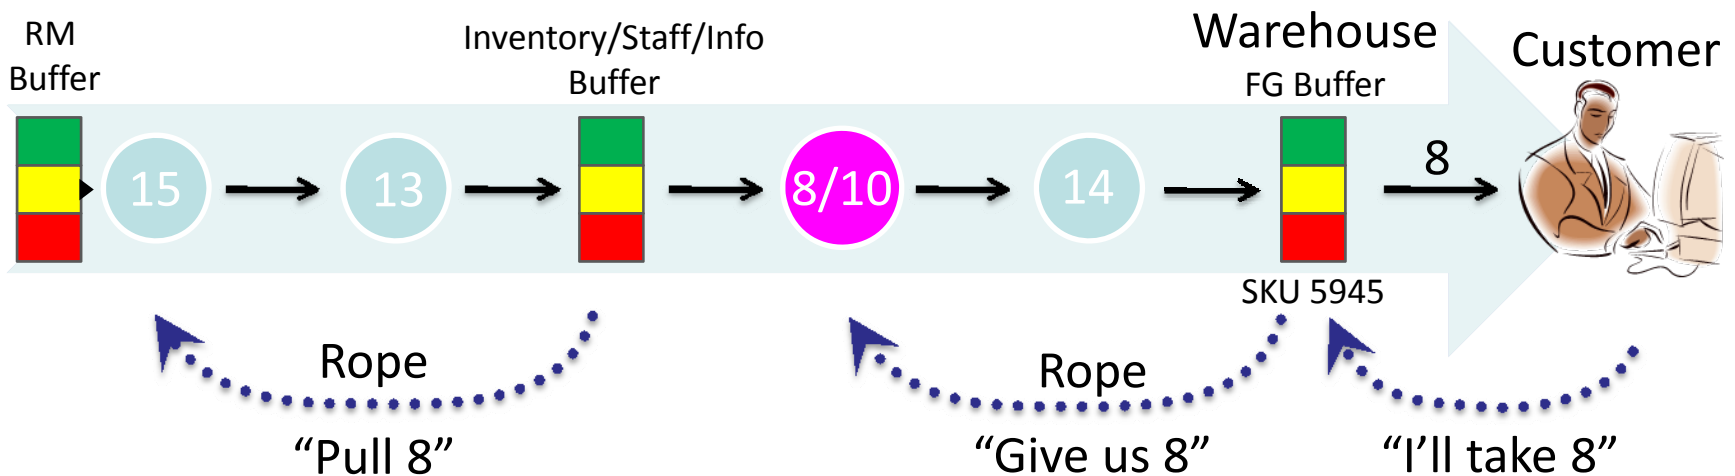 RM
Buffer
Inventory/Staff/Info
Buffer
Warehouse
FG Buffer
Customer
15
13
8/10
14
8
SKU 5945
Rope
"Pull 8"
Rope
"Give us 8"
"I'll take 8"